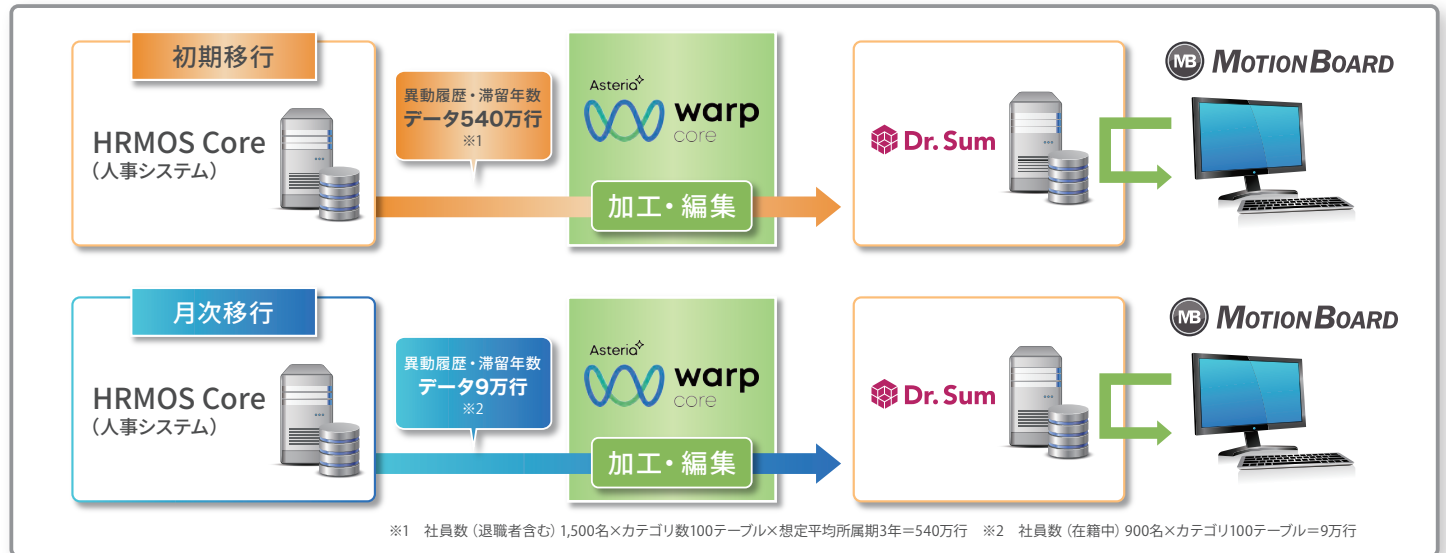 初期移行
HRMOS Core
（人事システム）
異動履歴・滞留年数
データ540万行
※1
Asteria
warp
core
加工・編集
Dr. Sum
MB MOTIONBOARD
月次移行
HRMOS Core
（人事システム）
異動履歴・滞留年数
データ9万行
※2
Asteria
warp
core
加工・編集
Dr. Sum
MB MOTIONBOARD
※1　社員数（退職者含む）1,500名×カテゴリ数100テーブル×想定平均所属期3年＝540万行　※2　社員数（在籍中）900名×カテゴリ100テーブル＝9万行